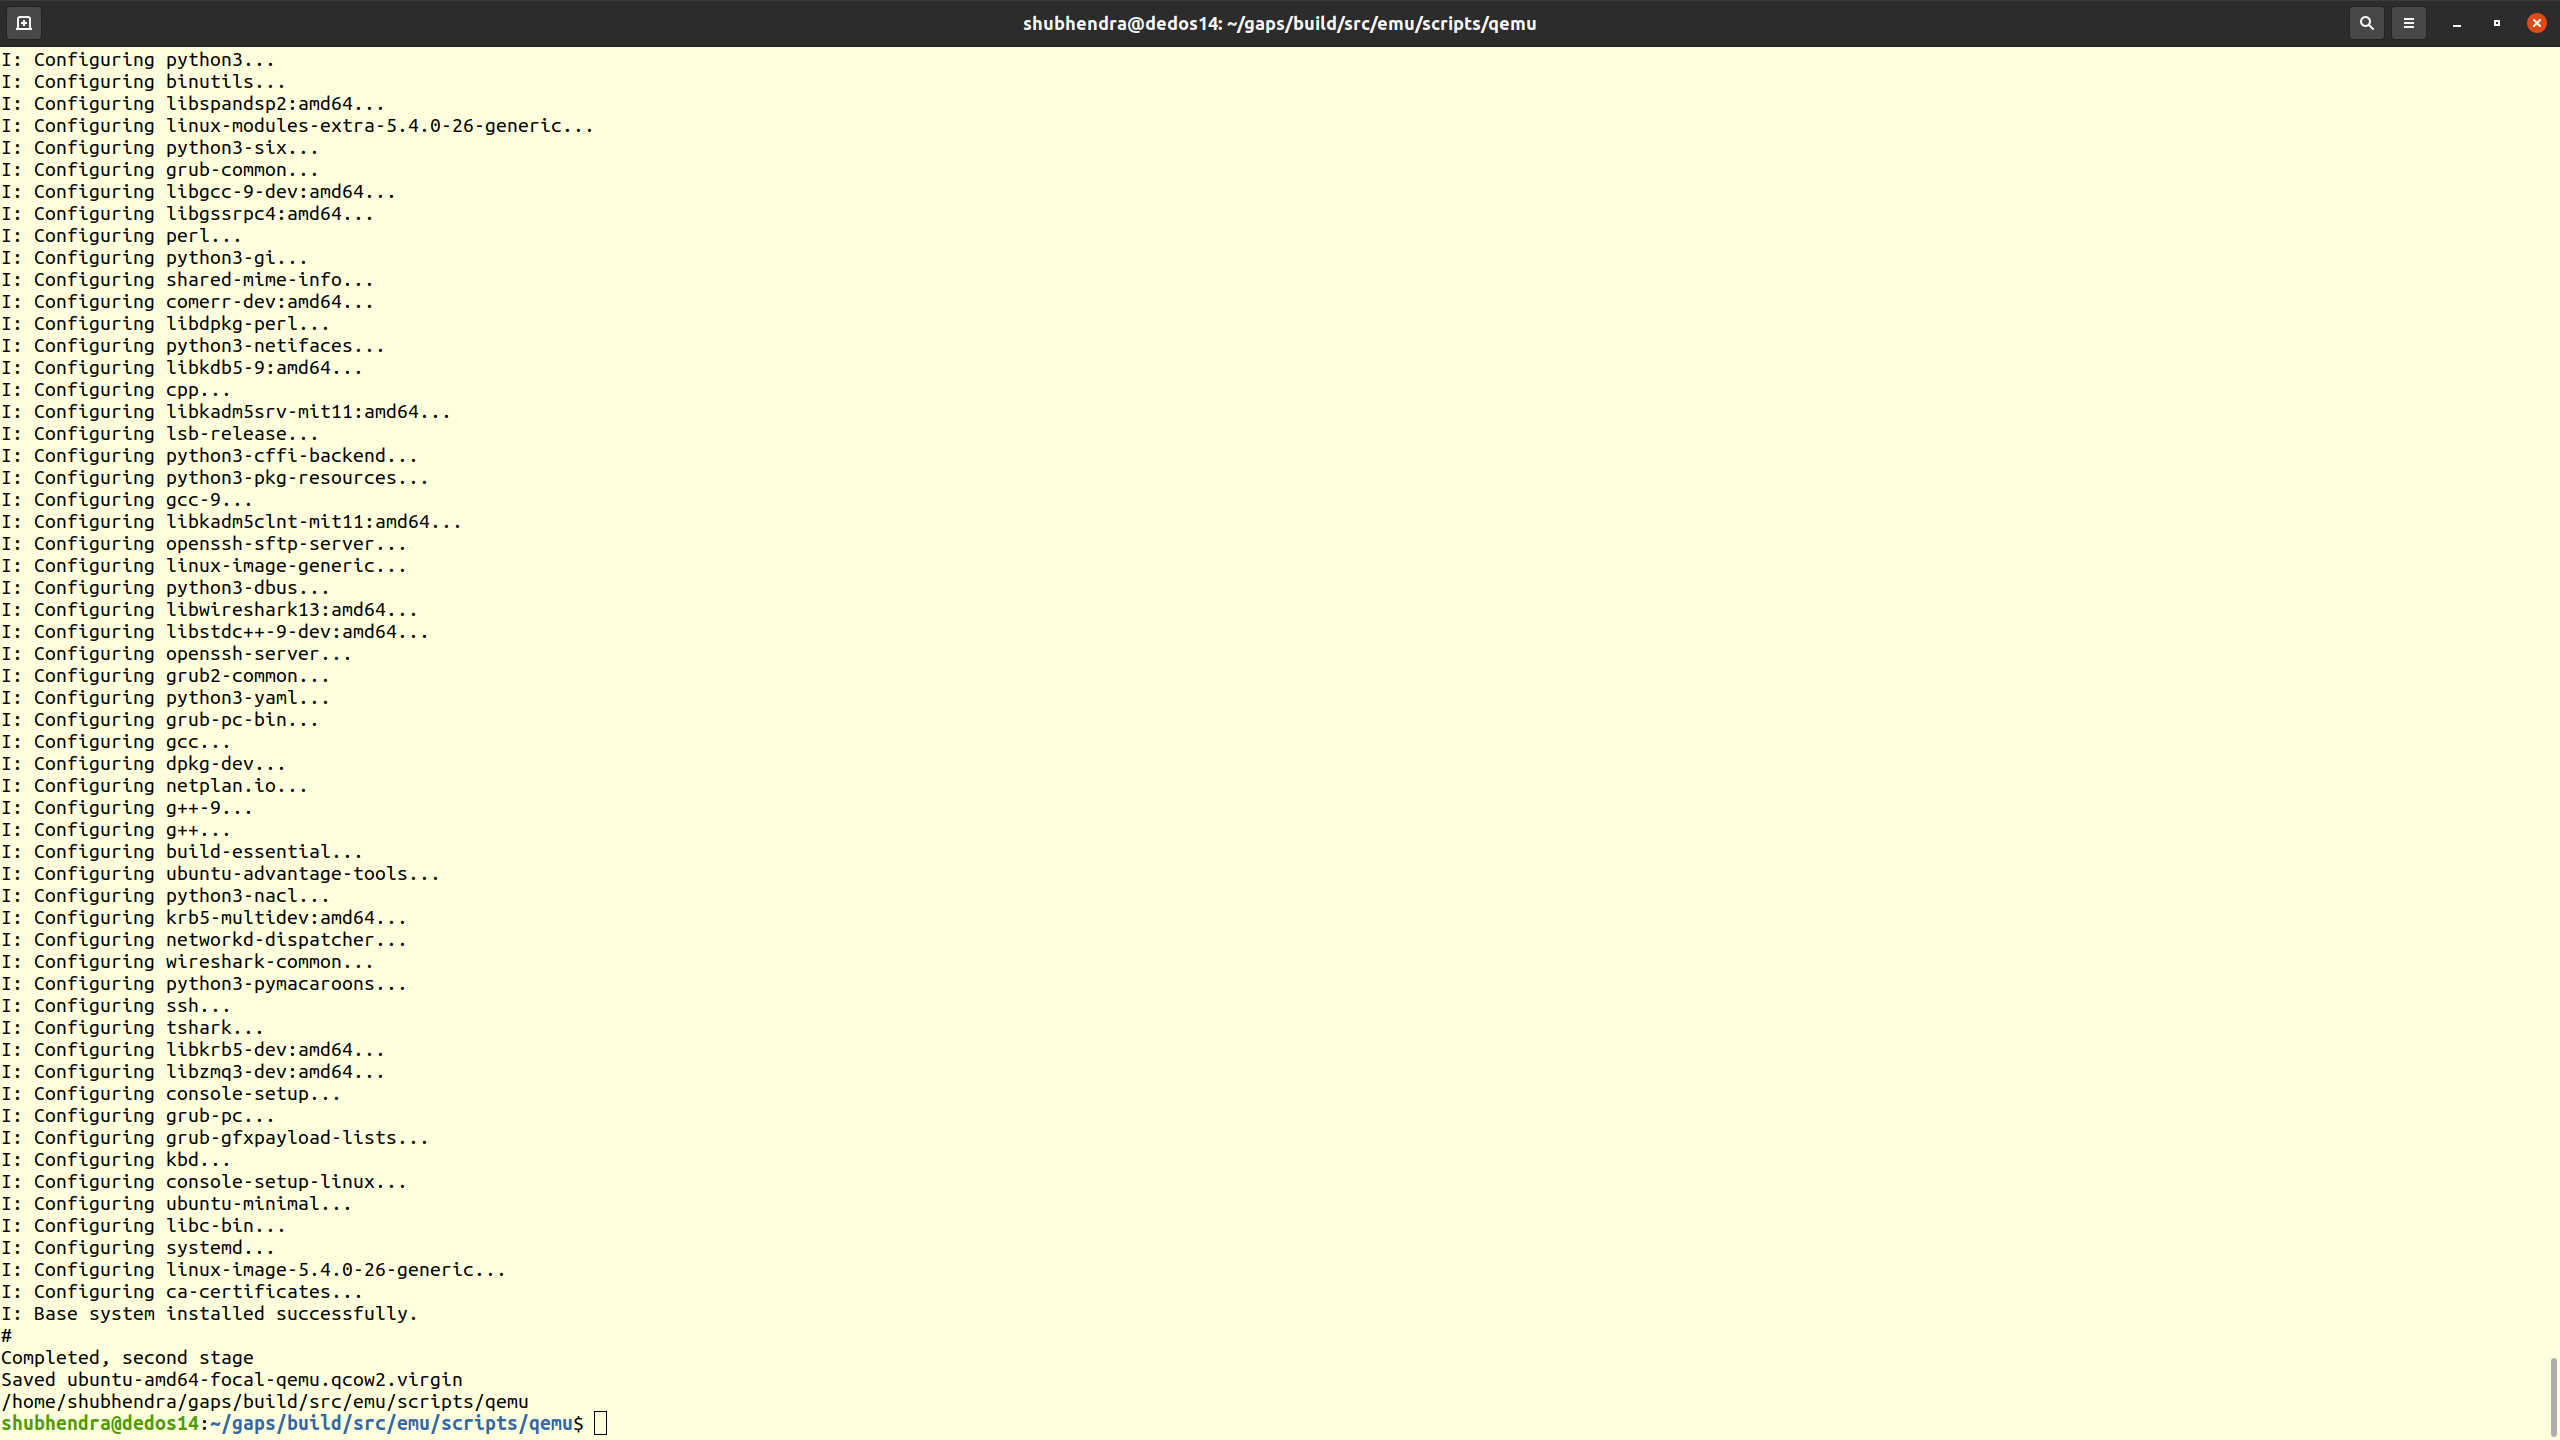 shubhendra@dedos14: ~/gaps/build/src/emu/scripts/qemu
I: Configuring python3...
I: Configuring binutils...
I: Configuring libspandsp2:amd64...
I: Configuring linux-modules-extra-5.4.0-26-generic...
I: Configuring python3-six...
I: Configuring grub-common...
I: Configuring libgcc-9-dev:amd64...
I: Configuring libgssrpc4:amd64...
I: Configuring perl...
I: Configuring python3-gi...
I: Configuring shared-mime-info...
I: Configuring comerr-dev:amd64...
I: Configuring libdpkg-perl...
I: Configuring python3-netifaces...
I: Configuring libkdb5-9:amd64...
I: Configuring cpp...
I: Configuring libkadm5srv-mit11:amd64...
I: Configuring lsb-release...
I: Configuring python3-cffi-backend...
I: Configuring python3-pkg-resources...
I: Configuring gcc-9...
I: Configuring libkadm5clnt-mit11:amd64...
I: Configuring openssh-sftp-server...
I: Configuring linux-image-generic...
I: Configuring python3-dbus...
I: Configuring libwireshark13:amd64...
I: Configuring libstdc++-9-dev:amd64...
I: Configuring openssh-server...
I: Configuring grub2-common...
I: Configuring python3-yaml...
I: Configuring grub-pc-bin...
I: Configuring gcc...
I: Configuring dpkg-dev...
I: Configuring netplan.io...
I: Configuring g++-9...
I: Configuring g++...
I: Configuring build-essential...
I: Configuring ubuntu-advantage-tools...
I: Configuring python3-nacl...
I: Configuring krb5-multidev:amd64...
I: Configuring networkd-dispatcher...
I: Configuring wireshark-common...
I: Configuring python3-pymacaroons...
I: Configuring ssh...
I: Configuring tshark...
I: Configuring libkrb5-dev:amd64...
I: Configuring libzmq3-dev:amd64...
I: Configuring console-setup...
I: Configuring grub-pc...
I: Configuring grub-gfxpayload-lists...
I: Configuring kbd...
I: Configuring console-setup-linux...
I: Configuring ubuntu-minimal...
I: Configuring libc-bin...
I: Configuring systemd...
I: Configuring linux-image-5.4.0-26-generic...
I: Configuring ca-certificates...
I: Base system installed successfully.
#
Completed, second stage
Saved ubuntu-amd64-focal-qemu.qcow2.virgin
/home/shubhendra/gaps/build/src/emu/scripts/qemu
shubhendra@dedos14:~/gaps/build/src/emu/scripts/qemu$